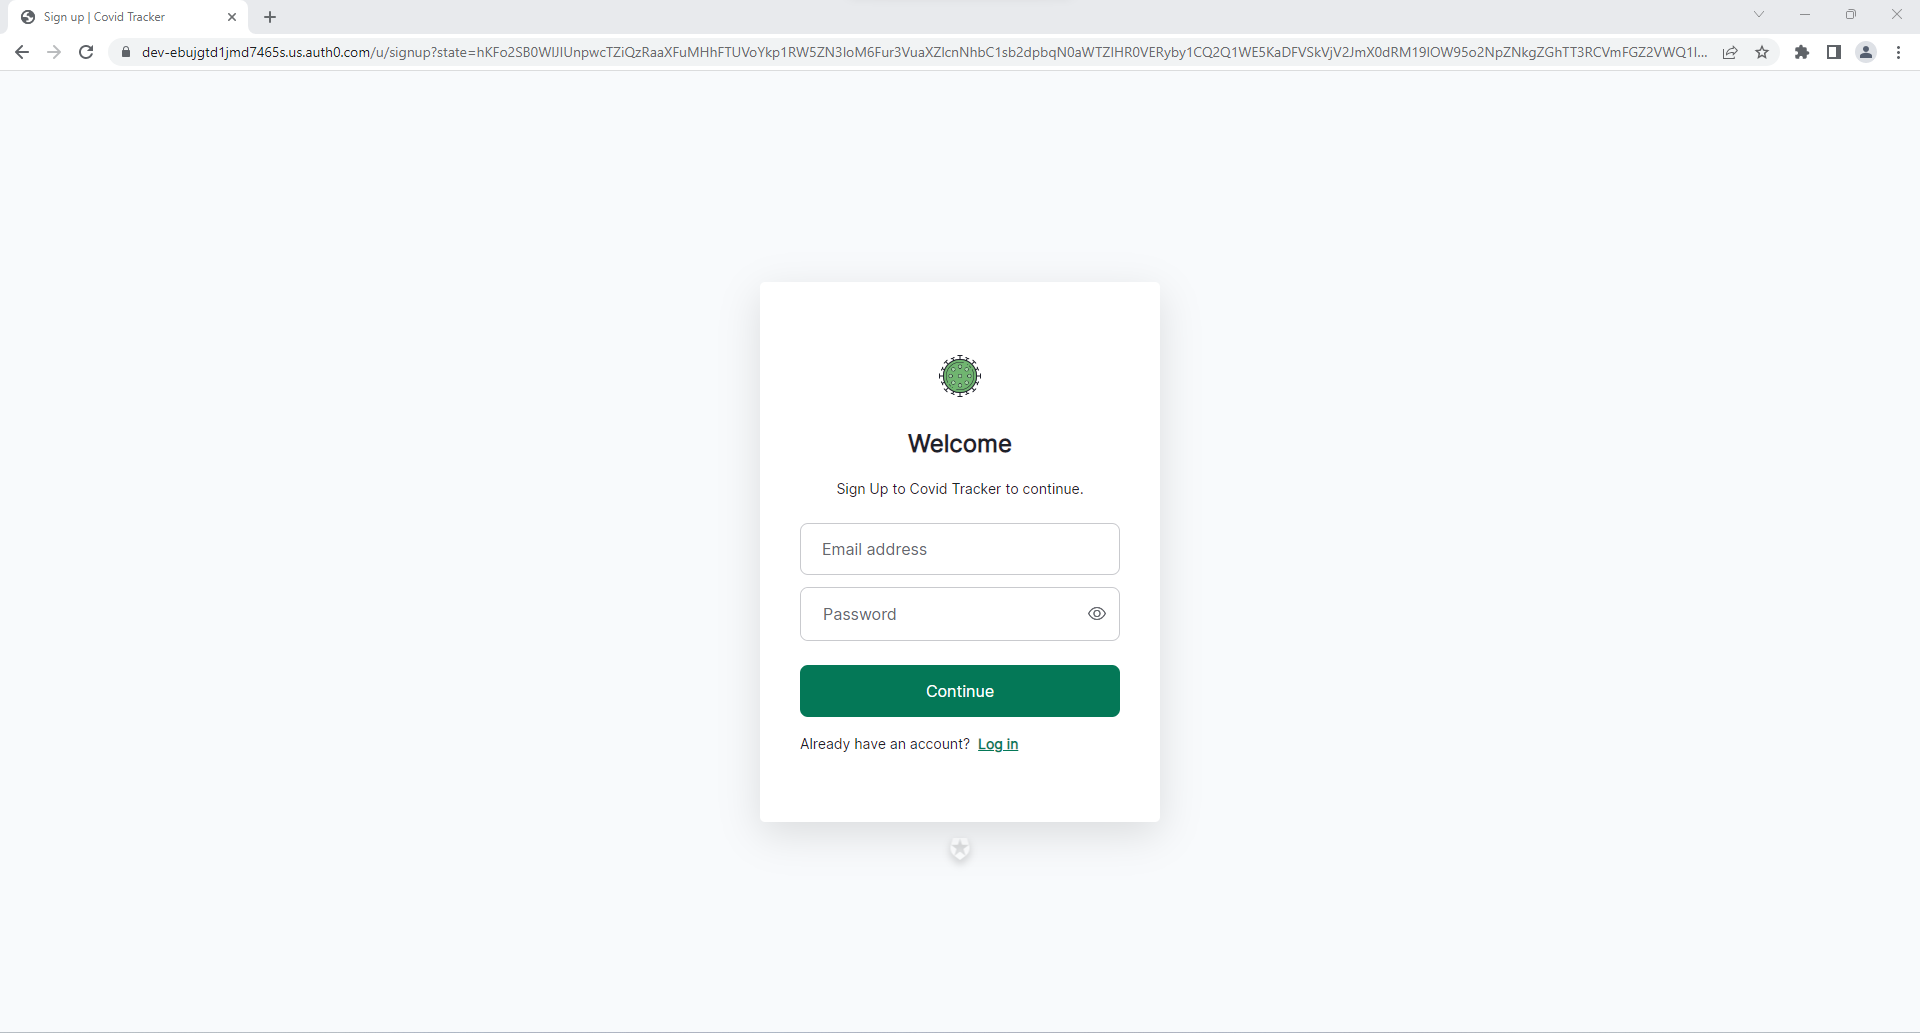 Sign up | Covid Tracker
dev-ebujgtd1jmd7465s.us.auth0.com/u/signup?state=hKFo2SB0WlJIUnpwcTZiQzRaaXFuMHhFTUVoYkp1RW5ZN3IoM6Fur3VuaXZlcnNhbC1sb2dpbqN0aWTZIHR0VERyby1CQ2Q1WE5KaDFVSkVjV2JmX0dRM19IOW95o2NpZNkgZGhTT3RCVmFGZ2VWQ1I...
Welcome
Sign Up to Covid Tracker to continue.
Email address
Password
Continue
Already have an account? Log in